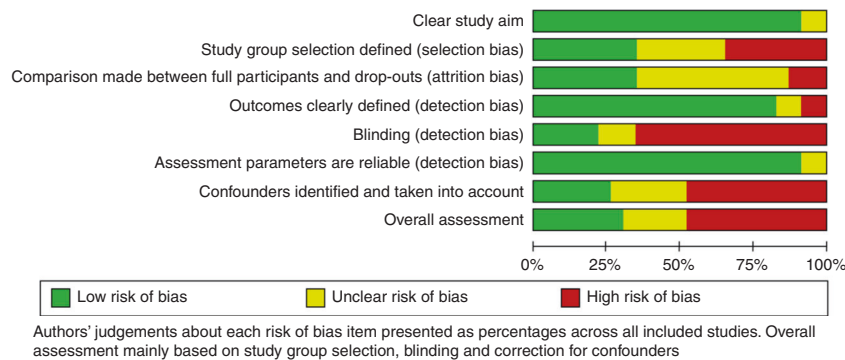 Clear study aim
Study group selection defined (selection bias)
Comparison made between full participants and drop-outs (attrition bias)
Outcomes clearly defined (detection bias)
Blinding (detection bias)
Assessment parameters are reliable (detection bias)
Confounders identified and taken into account
Overall assessment
0% 25% 50% 75% 100%
Low risk of bias Unclear risk of bias High risk of bias
Authors' judgements about each risk of bias item presented as percentages across all included studies. Overall
assessment mainly based on study group selection, blinding and correction for confounders